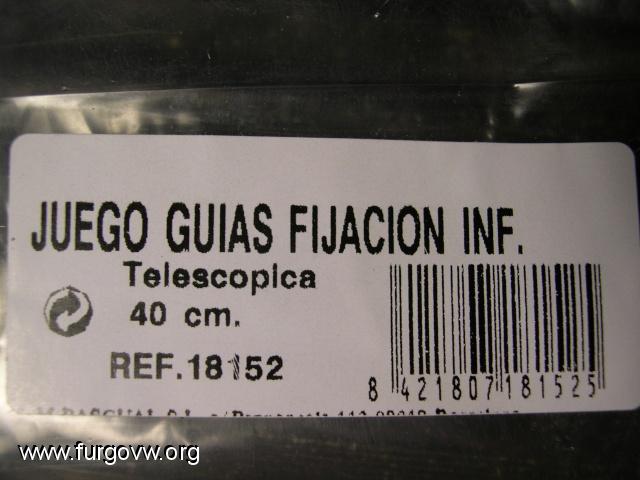 JUEGO GUIAS FIJACION INF.
Telescopica
40 cm.
REF.18152
8 421807 181525
www.furgovw.org